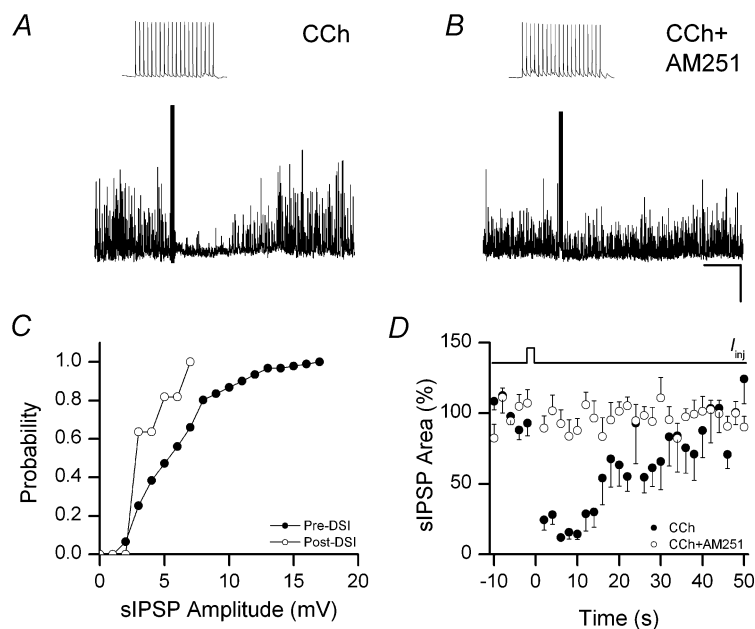 A
CCh
B
CCh+
AM251
C
Probability
1.0
0.8
0.6
0.4
0.2
0.0
Pre-DSI
Post-DSI
0
5
10
15
20
sIPSP Amplitude (mV)
D
sIPSP Area (%)
150
100
50
0
Iinj
CCh
CCh+AM251
-10
0
10
20
30
40
50
Time (s)